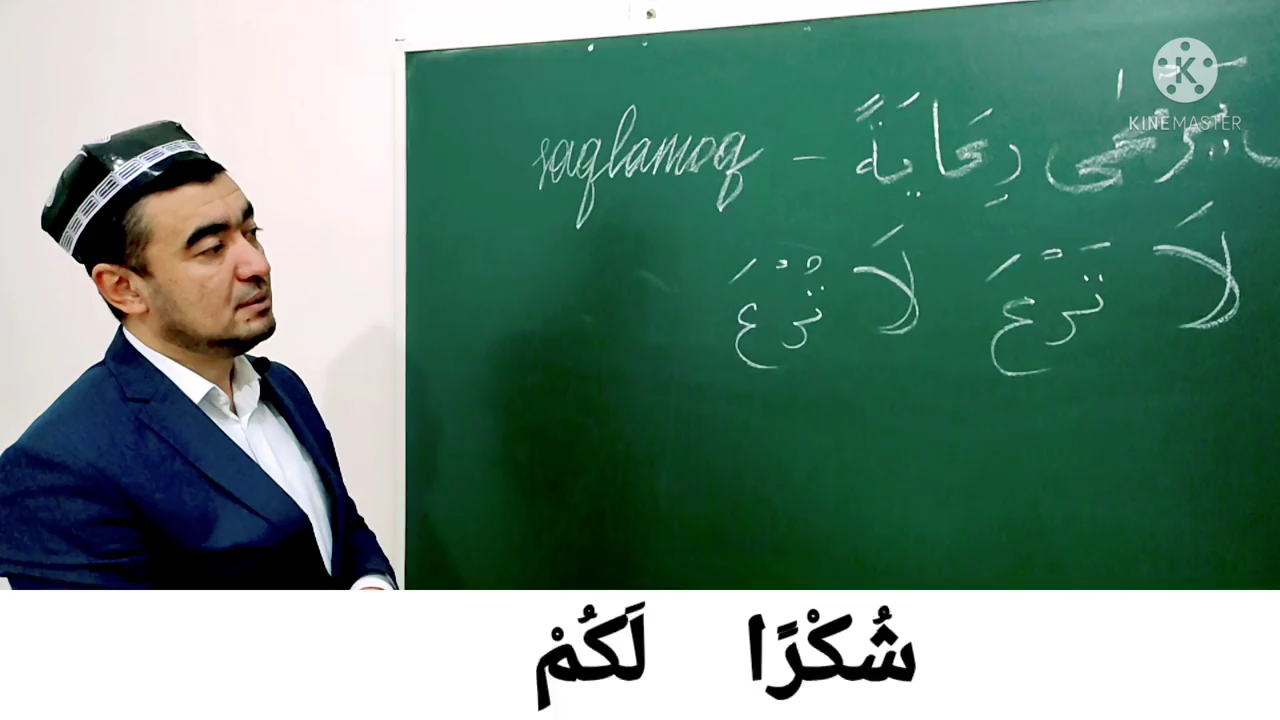 KINEMASTER
يَرْعَى رِعَايَةً – saqlamoq
لَا تَرْعَ لَا تُرْعَ
شُكْرًا لَكُمْ